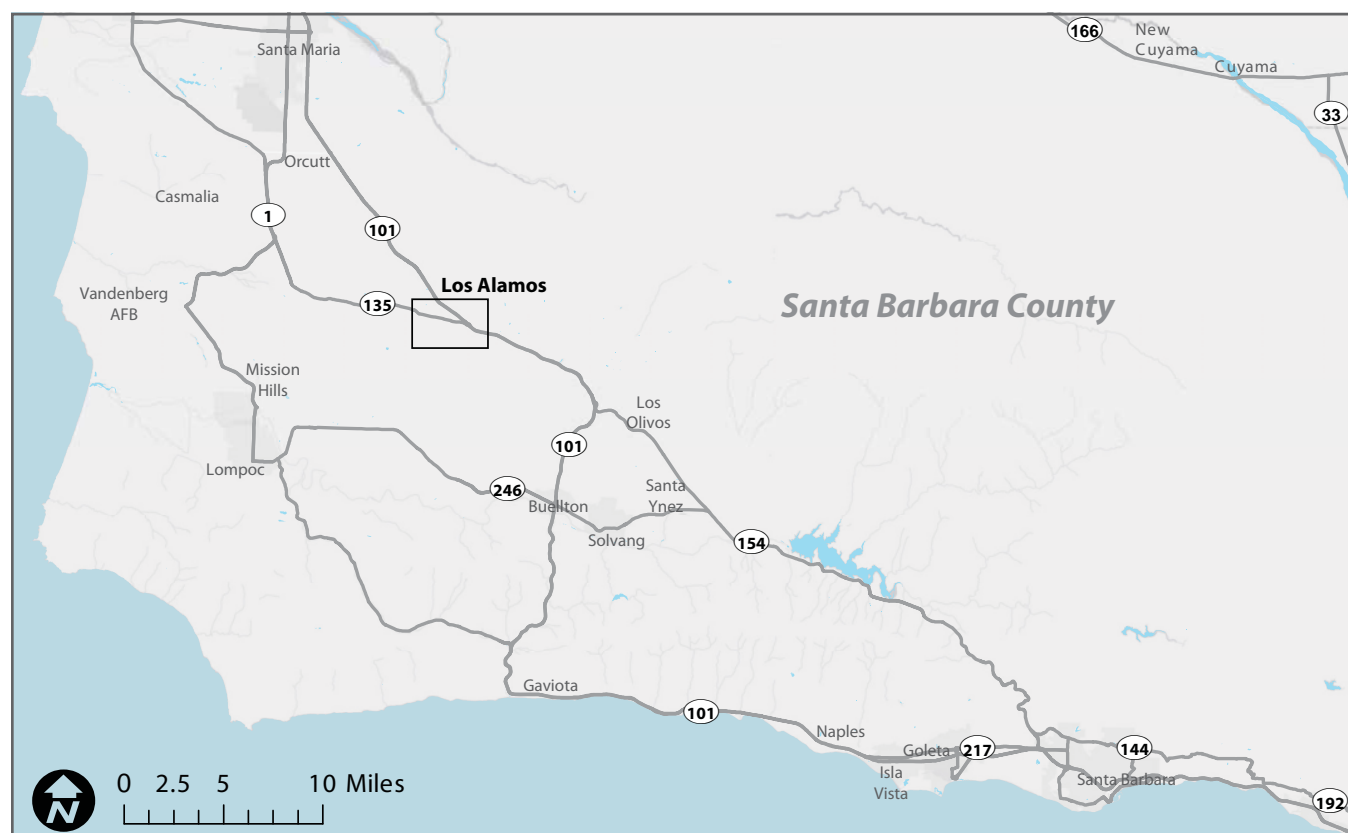 166
New
Cuyama
Cuyama
Santa Maria
33
Orcutt
Casmalia
1
101
Los Alamos
Vandenberg
AFB
135
Santa Barbara County
Mission
Hills
Los
Olivos
101
Lompoc
246
Santa
Ynez
Buellton
Solvang
154
Gaviota
101
Naples
Goleta
217
144
Isla
Vista
Santa Barbara
192
N
0 2.5 5 10 Miles